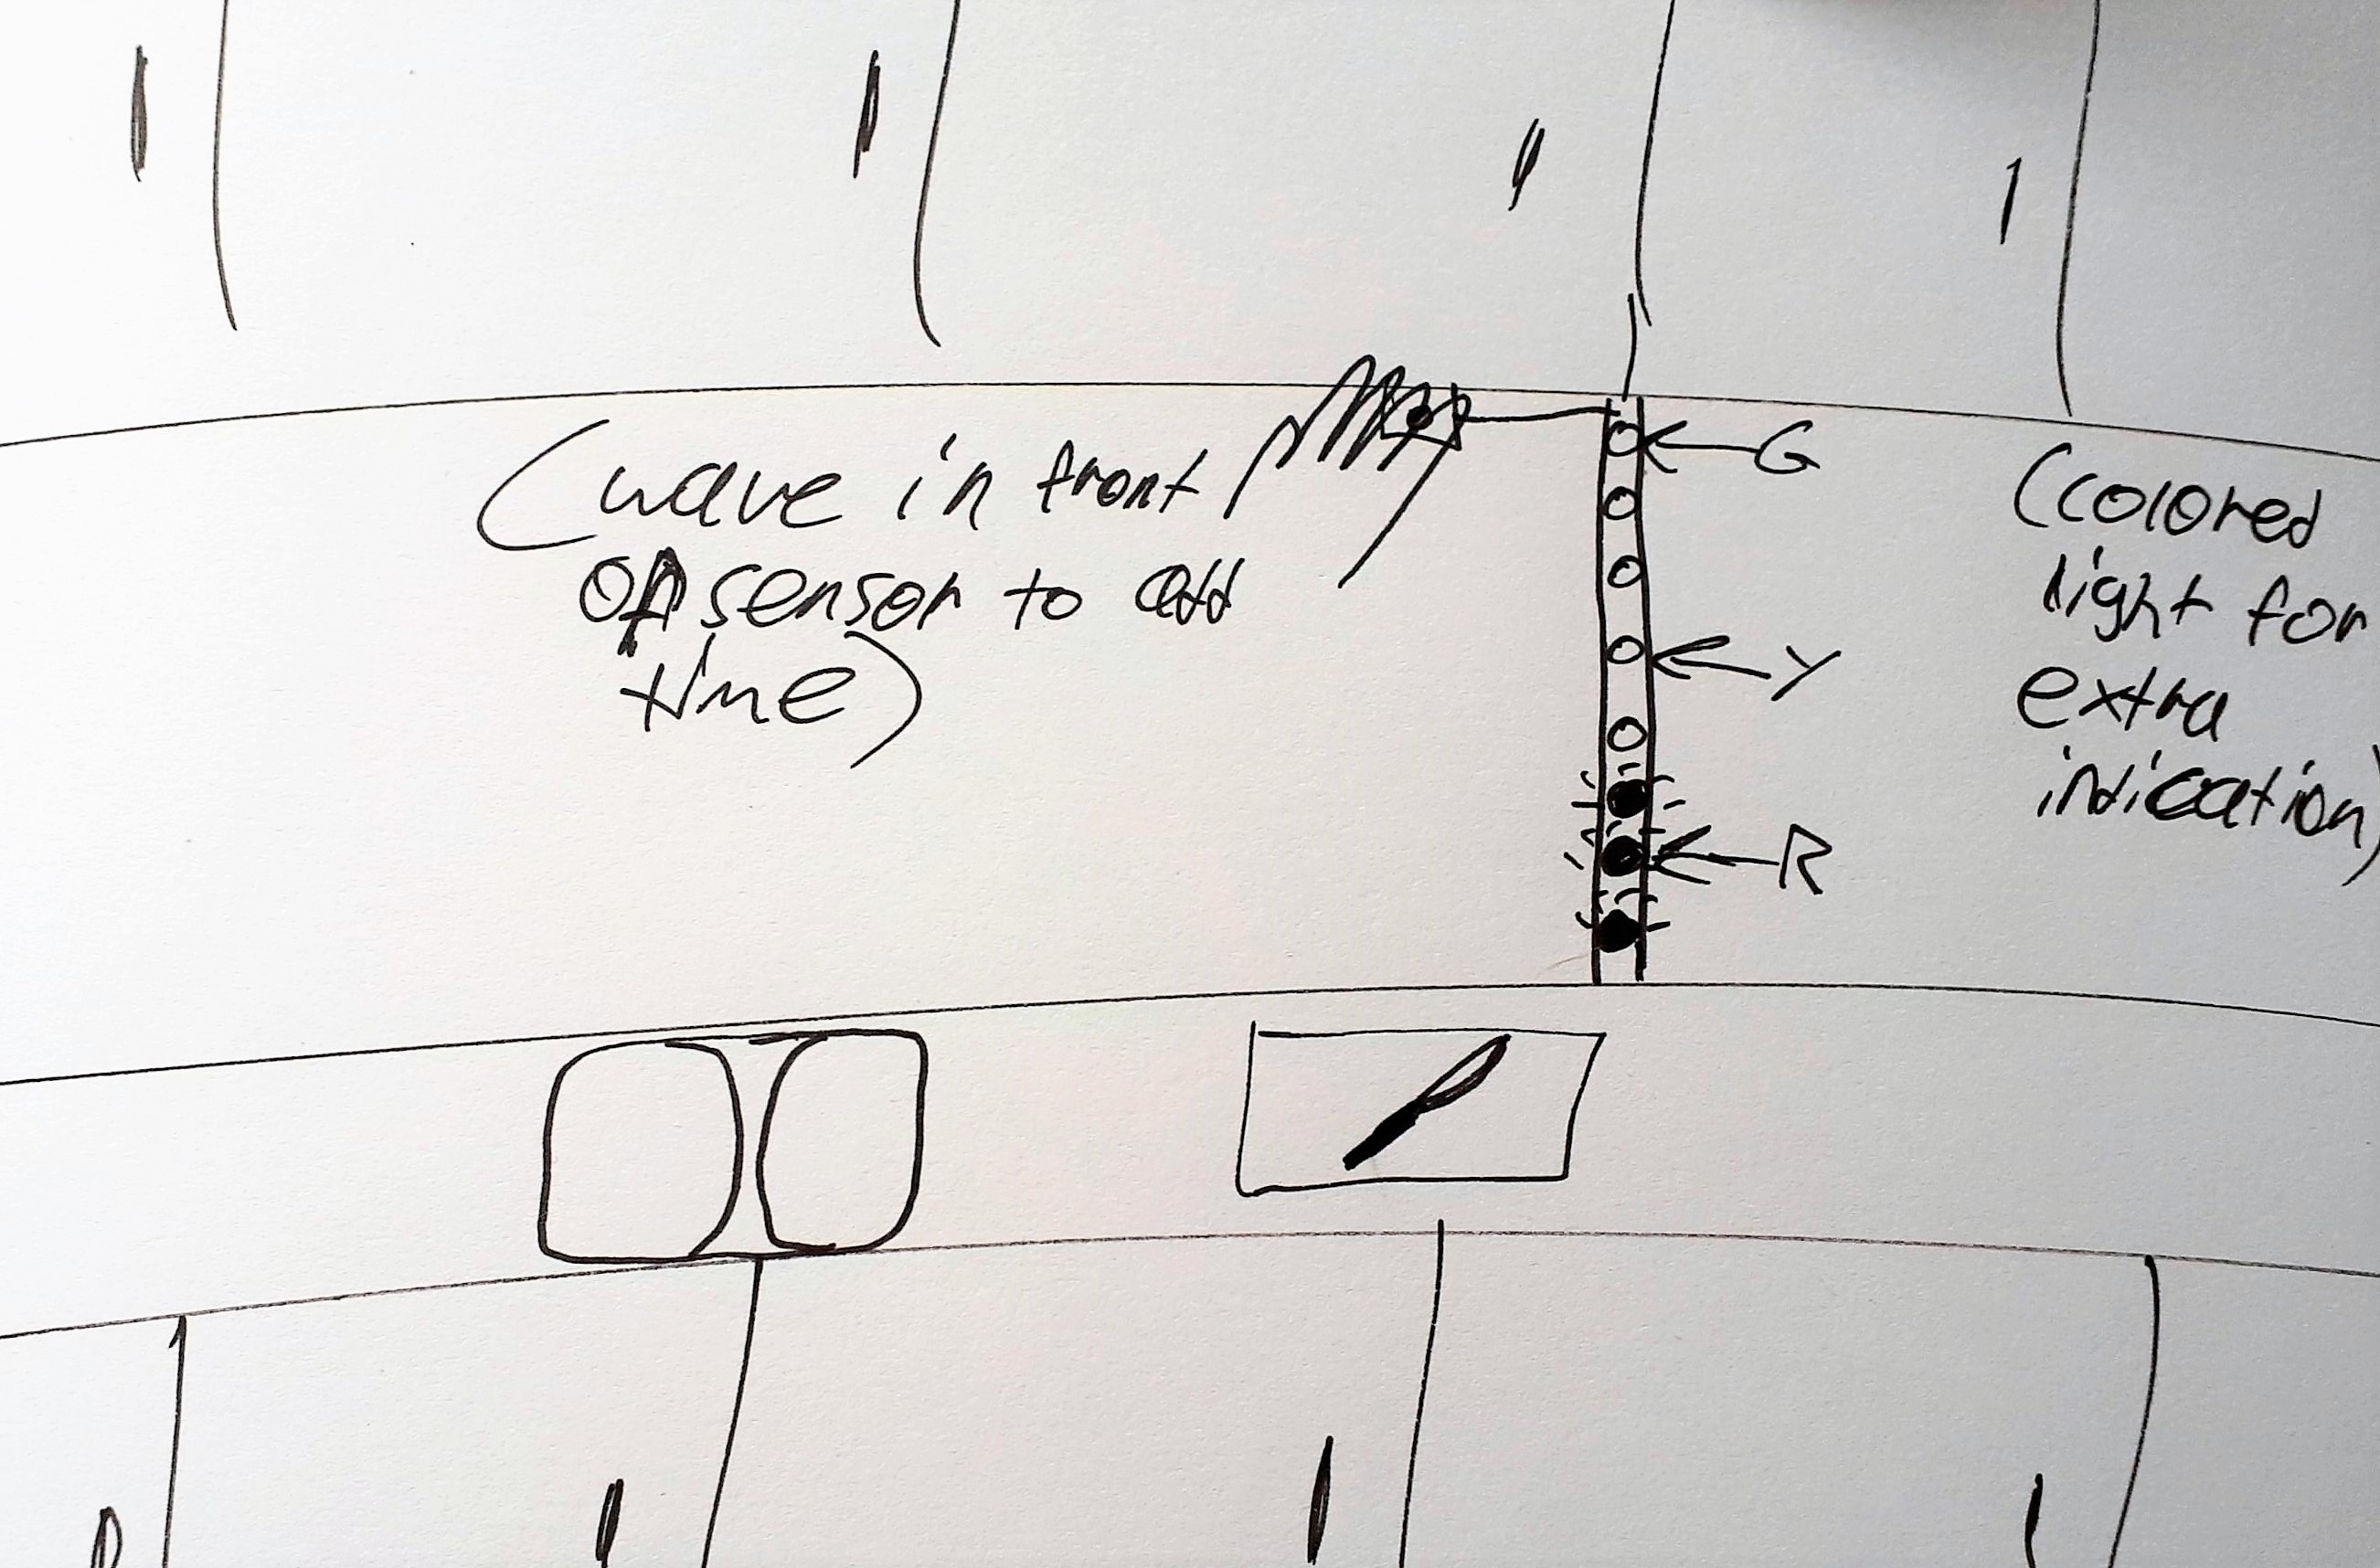 (wave in front
of sensor to add
time)
G
Y
R
(colored
light for
extra
indication)